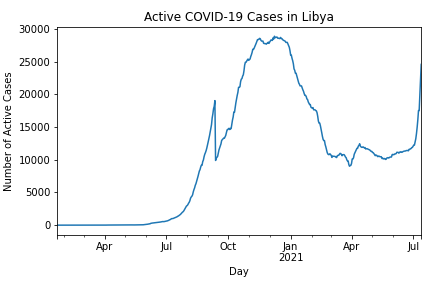 Active COVID-19 Cases in Libya
30000
25000
20000
15000
10000
5000
0
Number of Active Cases
Apr
Jul
Oct
Jan
2021
Apr
Jul
Day